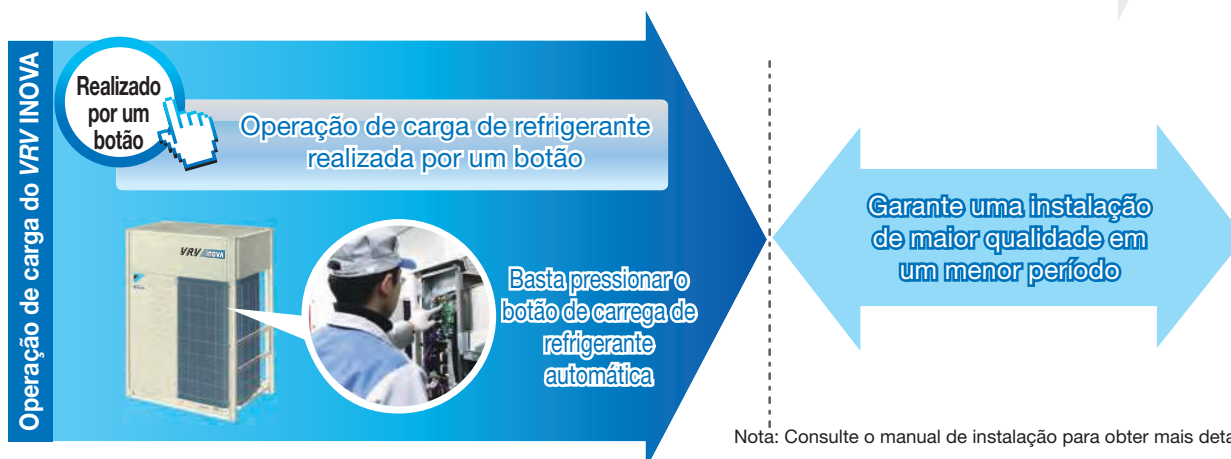 Operação de carga do VRV INOVA
Realizado
por um
botão
Operação de carga de refrigerante
realizada por um botão
VRV INOVA
Basta pressionar o
botão de carrega de
refrigerante
automática
Garante uma instalação
de maior qualidade em
um menor período
Nota: Consulte o manual de instalação para obter mais deta